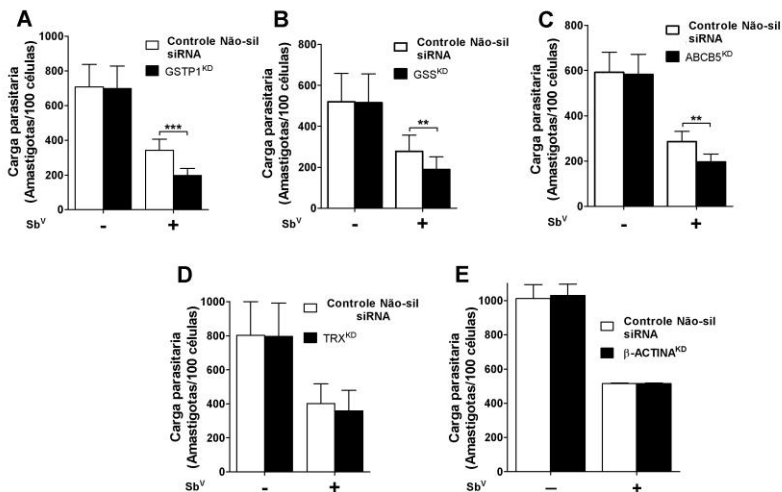 A
Carga parasitaria
(Amastigotas/100 células)
1000
800
600
400
200
0
Controle Não-sil
siRNA
GSTP1KD
***
SbV
-
+
B
Carga parasitaria
(Amastigotas/100 células)
800
600
400
200
0
Controle Não-sil
siRNA
GSSKD
**
SbV
-
+
C
Carga parasitaria
(Amastigotas/100 células)
800
600
400
200
0
Controle Não-sil
siRNA
ABCB5KD
**
SbV
-
+
D
Carga parasitaria
(Amastigotas/100 células)
1000
800
600
400
200
0
Controle Não-sil
siRNA
TRXKD
SbV
-
+
E
Carga parasitaria
(Amastigotas/100 células)
1000
800
600
400
200
0
Controle Não-sil
siRNA
β-ACTINAKD
SbV
–
+